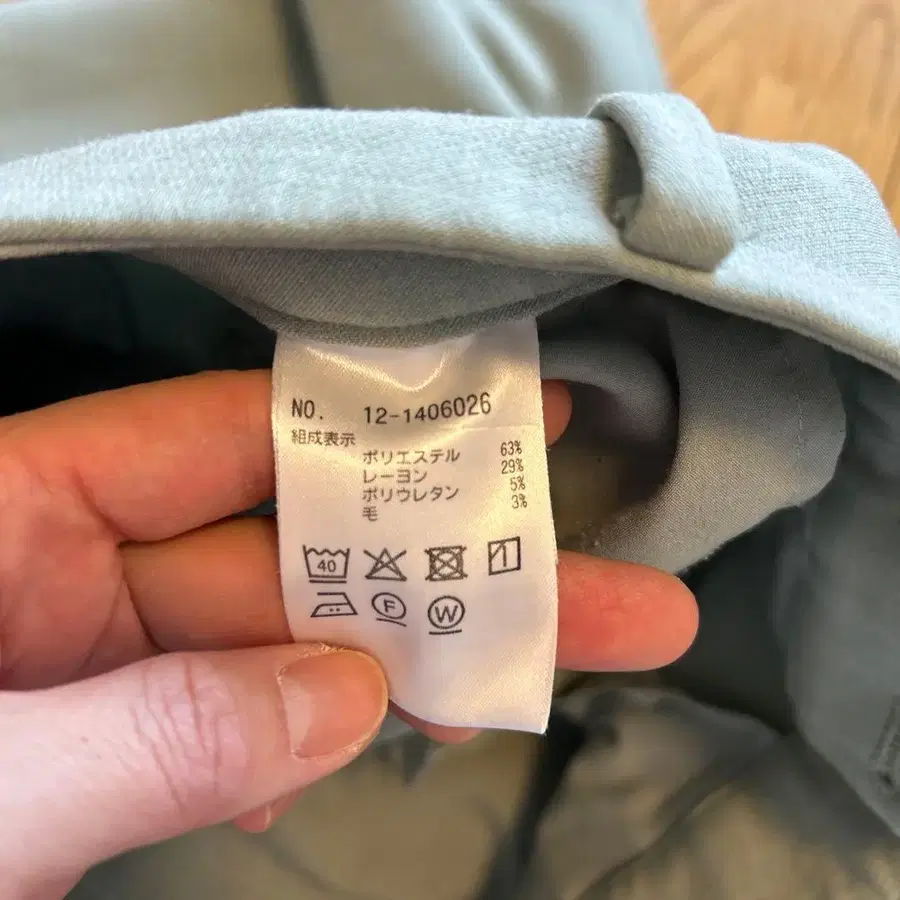 NO. 12-1406026
組成表示
ポリエステル 63%
レーヨン 29%
ポリウレタン 5%
毛 3%
40
F W